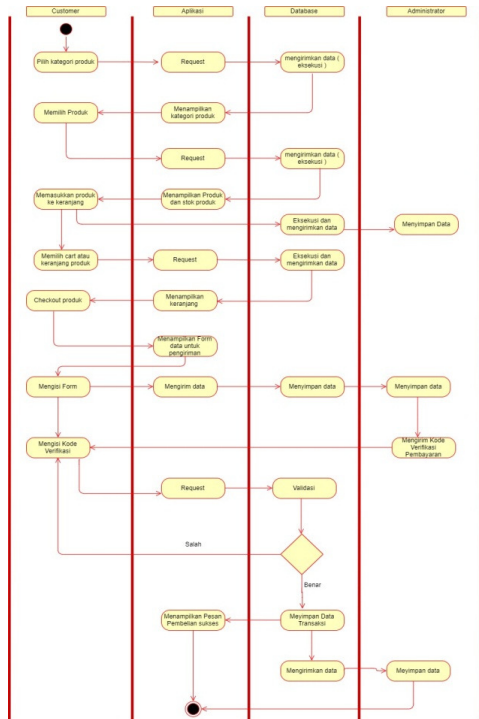 Customer
Aplikasi
Database
Administrator
Pilih kategori produk
Request
mengirimkan data (
eksekusi )
Memilih Produk
Menampilkan
kategori produk
Request
mengirimkan data (
eksekusi )
Memasukkan produk
ke keranjang
Menampilkan Produk
dan stok produk
Eksekusi dan
mengirimkan data
Menyimpan Data
Memilih cart atau
keranjang produk
Request
Eksekusi dan
mengirimkan data
Checkout produk
Menampilkan
keranjang
Menampilkan Form
data untuk
pengiriman
Mengisi Form
Mengirim data
Menyimpan data
Menyimpan data
Mengisi Kode
Verifikasi
Mengirim Kode
Verifikasi
Pembayaran
Request
Validasi
Salah
Benar
Menampilkan Pesan
Pembelian sukses
Meyimpan Data
Transaksi
Mengirimkan data
Meyimpan data